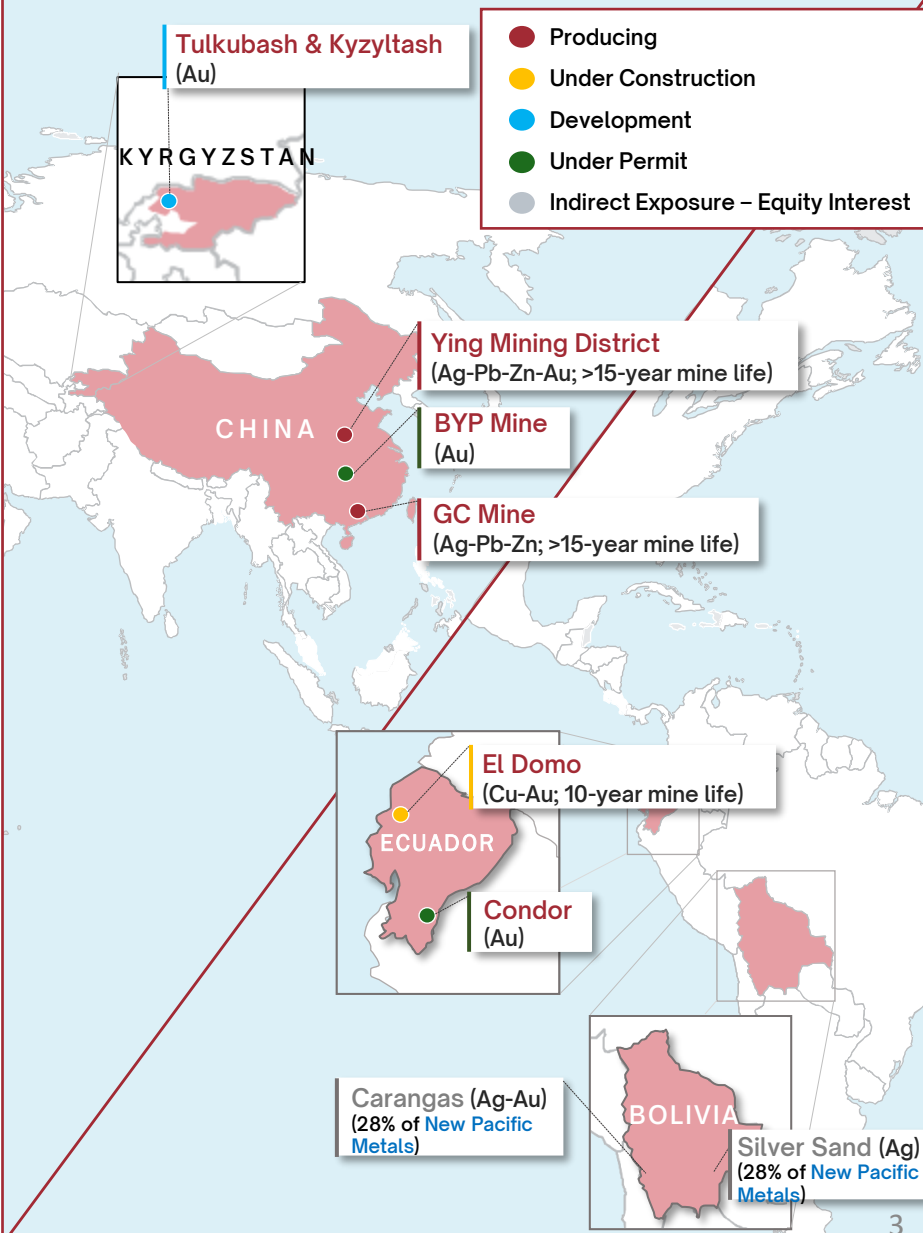 Tulkubash & Kyzyltash
(Au)
Producing
Under Construction
Development
Under Permit
Indirect Exposure – Equity Interest
KYRGYZSTAN
Ying Mining District
(Ag-Pb-Zn-Au; >15-year mine life)
CHINA
BYP Mine
(Au)
GC Mine
(Ag-Pb-Zn; >15-year mine life)
El Domo
(Cu-Au; 10-year mine life)
ECUADOR
Condor
(Au)
Carangas (Ag-Au)
(28% of New Pacific
Metals)
BOLIVIA
Silver Sand (Ag)
(28% of New Pacific
Metals)
3